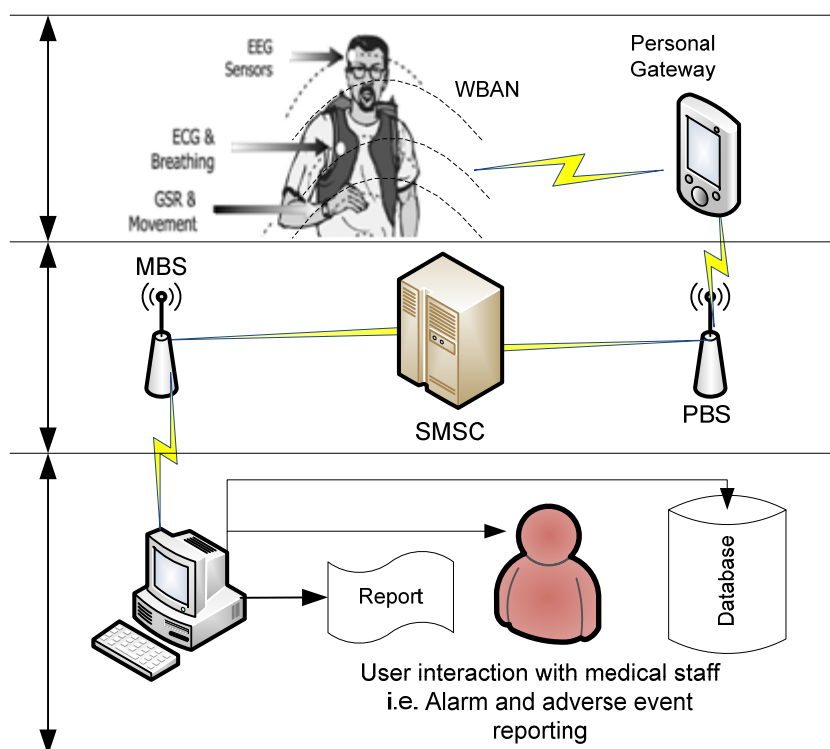 EEG
Sensors
WBAN
Personal
Gateway
ECG &
Breathing
GSR &
Movement
MBS
SMSC
PBS
Report
Database
User interaction with medical staff
i.e. Alarm and adverse event
reporting